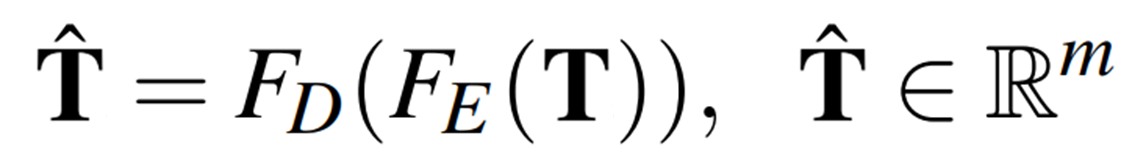 T̂ = F_D(F_E(T)),  T̂ ∈ ℝ^m